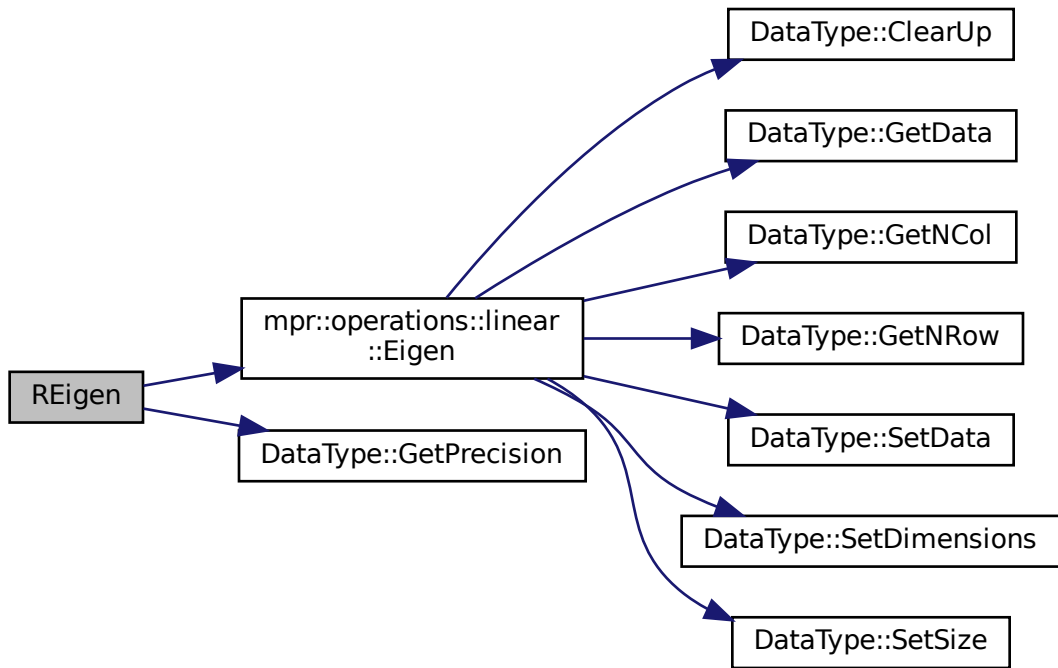 REigen
mpr::operations::linear
::Eigen
DataType::GetPrecision
DataType::ClearUp
DataType::GetData
DataType::GetNCol
DataType::GetNRow
DataType::SetData
DataType::SetDimensions
DataType::SetSize